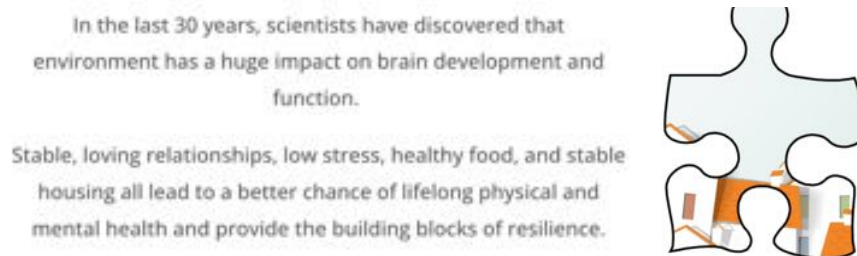 In the last 30 years, scientists have discovered that
environment has a huge impact on brain development and
function.
Stable, loving relationships, low stress, healthy food, and stable
housing all lead to a better chance of lifelong physical and
mental health and provide the building blocks of resilience.